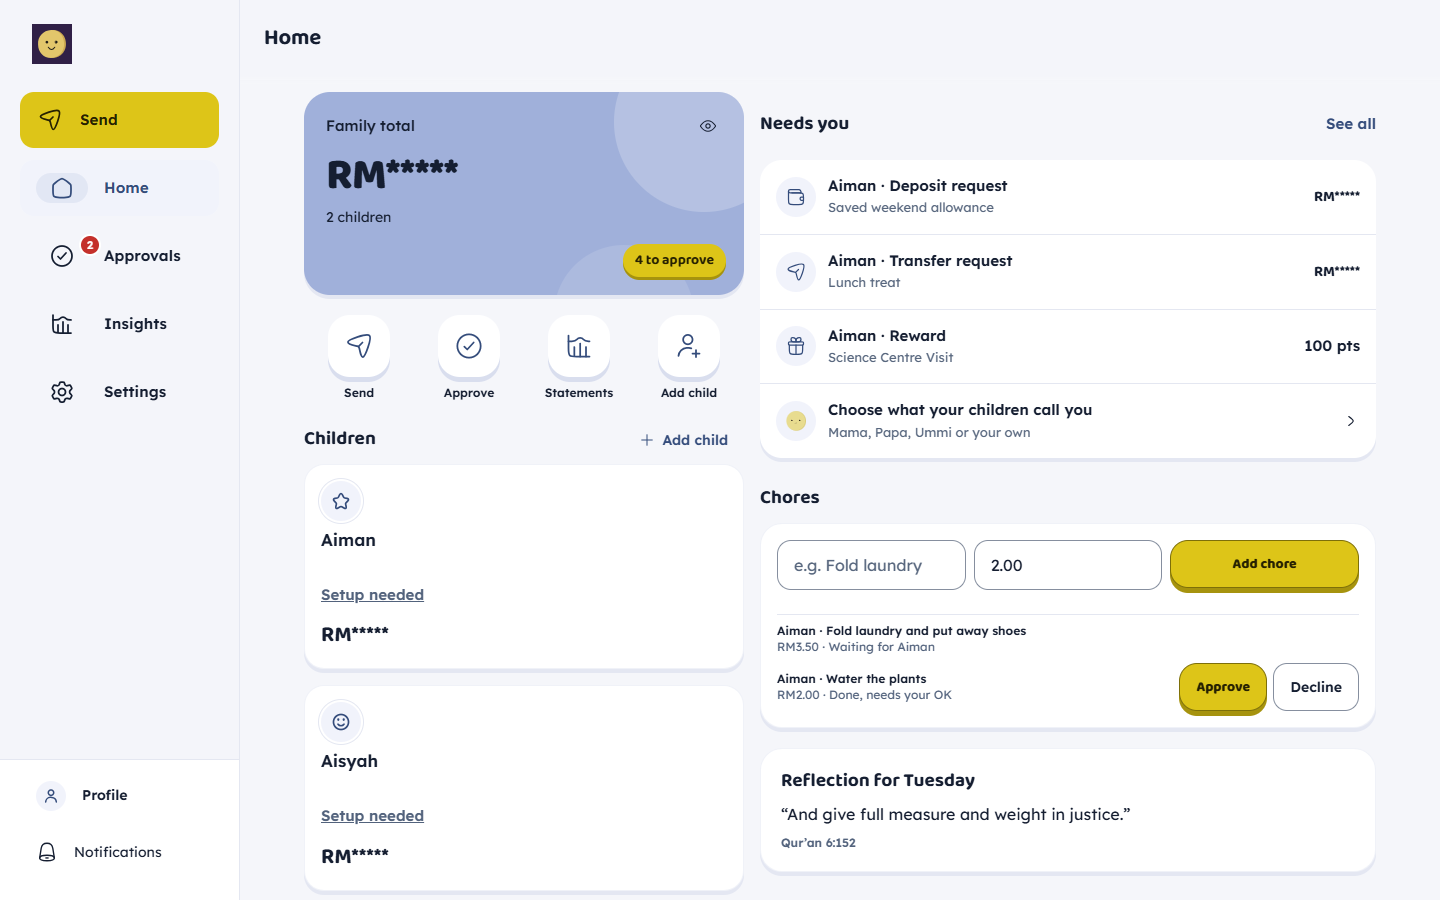 Send
Home
2
Approvals
Insights
Settings
Profile
Notifications
Home
Family total
RM*****
2 children
4 to approve
Send
Approve
Statements
Add child
Children
+ Add child
Aiman
Setup needed
RM*****
Aisyah
Setup needed
RM*****
Needs you
See all
Aiman · Deposit request
Saved weekend allowance
RM*****
Aiman · Transfer request
Lunch treat
RM*****
Aiman · Reward
Science Centre Visit
100 pts
Choose what your children call you
Mama, Papa, Ummi or your own
Chores
e.g. Fold laundry
2.00
Add chore
Aiman · Fold laundry and put away shoes
RM3.50 · Waiting for Aiman
Aiman · Water the plants
RM2.00 · Done, needs your OK
Approve
Decline
Reflection for Tuesday
“And give full measure and weight in justice.”
Qur’an 6:152